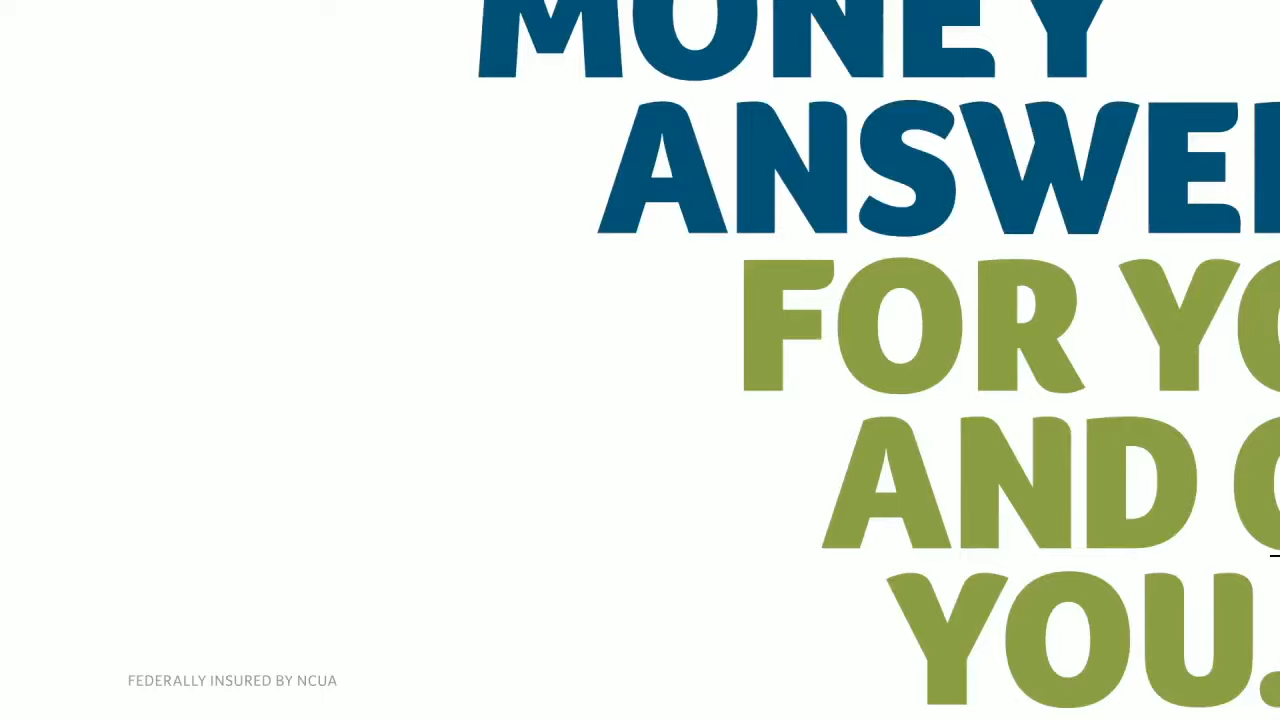 MONEY
ANSWE
FOR YO
AND
YOU.
FEDERALLY INSURED BY NCUA